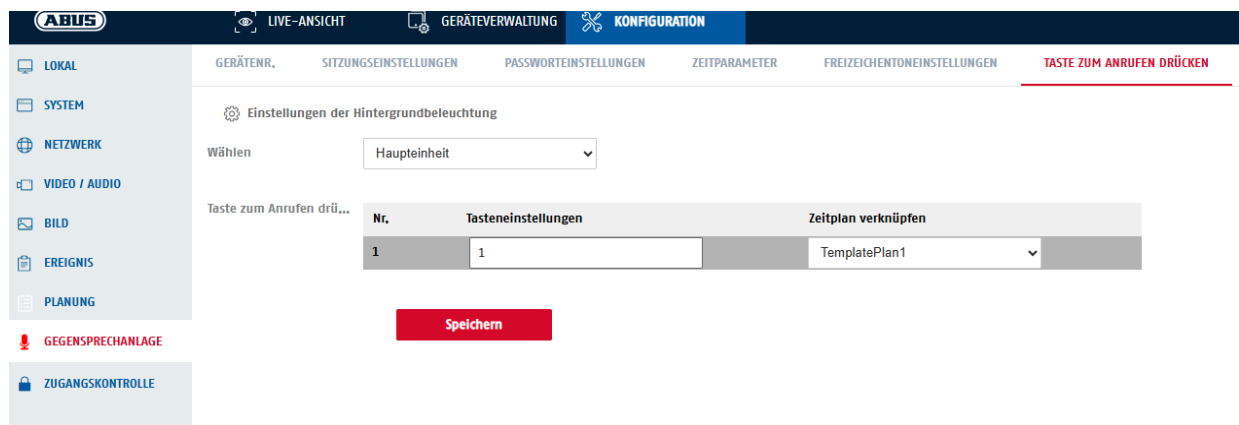 ABUS LIVE-ANSICHT GERÄTEVERWALTUNG KONFIGURATION
LOKAL
SYSTEM
NETZWERK
VIDEO / AUDIO
BILD
EREIGNIS
PLANUNG
GEGENSPRECHANLAGE
ZUGANGSKONTROLLE
GERÄTENR. SITZUNGSEINSTELLUNGEN PASSWORTEINSTELLUNGEN ZEITPARAMETER FREIZEICHENTONEINSTELLUNGEN TASTE ZUM ANRUFEN DRÜCKEN
Einstellungen der Hintergrundbeleuchtung
Wählen Haupteinheit
Taste zum Anrufen drü...
Nr. Tasteneinstellungen Zeitplan verknüpfen
1 1 TemplatePlan1
Speichern